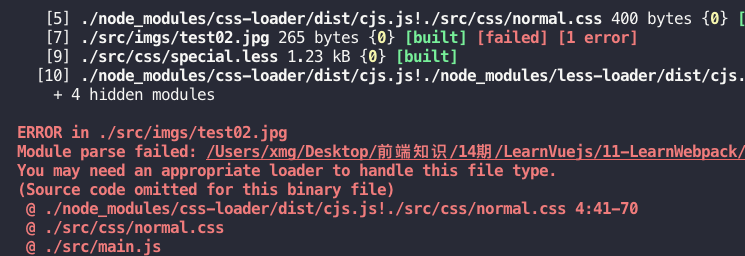 [5] ./node_modules/css-loader/dist/cjs.js!./src/css/normal.css 400 bytes {0} [
[7] ./src/imgs/test02.jpg 265 bytes {0} [built] [failed] [1 error]
[9] ./src/css/special.less 1.23 kB {0} [built]
[10] ./node_modules/css-loader/dist/cjs.js!./node_modules/less-loader/dist/cjs.
+ 4 hidden modules
ERROR in ./src/imgs/test02.jpg
Module parse failed: /Users/xmg/Desktop/前端知识/14期/LearnVuejs/11-LearnWebpack/
You may need an appropriate loader to handle this file type.
(Source code omitted for this binary file)
@ ./node_modules/css-loader/dist/cjs.js!./src/css/normal.css 4:41-70
@ ./src/css/normal.css
@ ./src/main.js